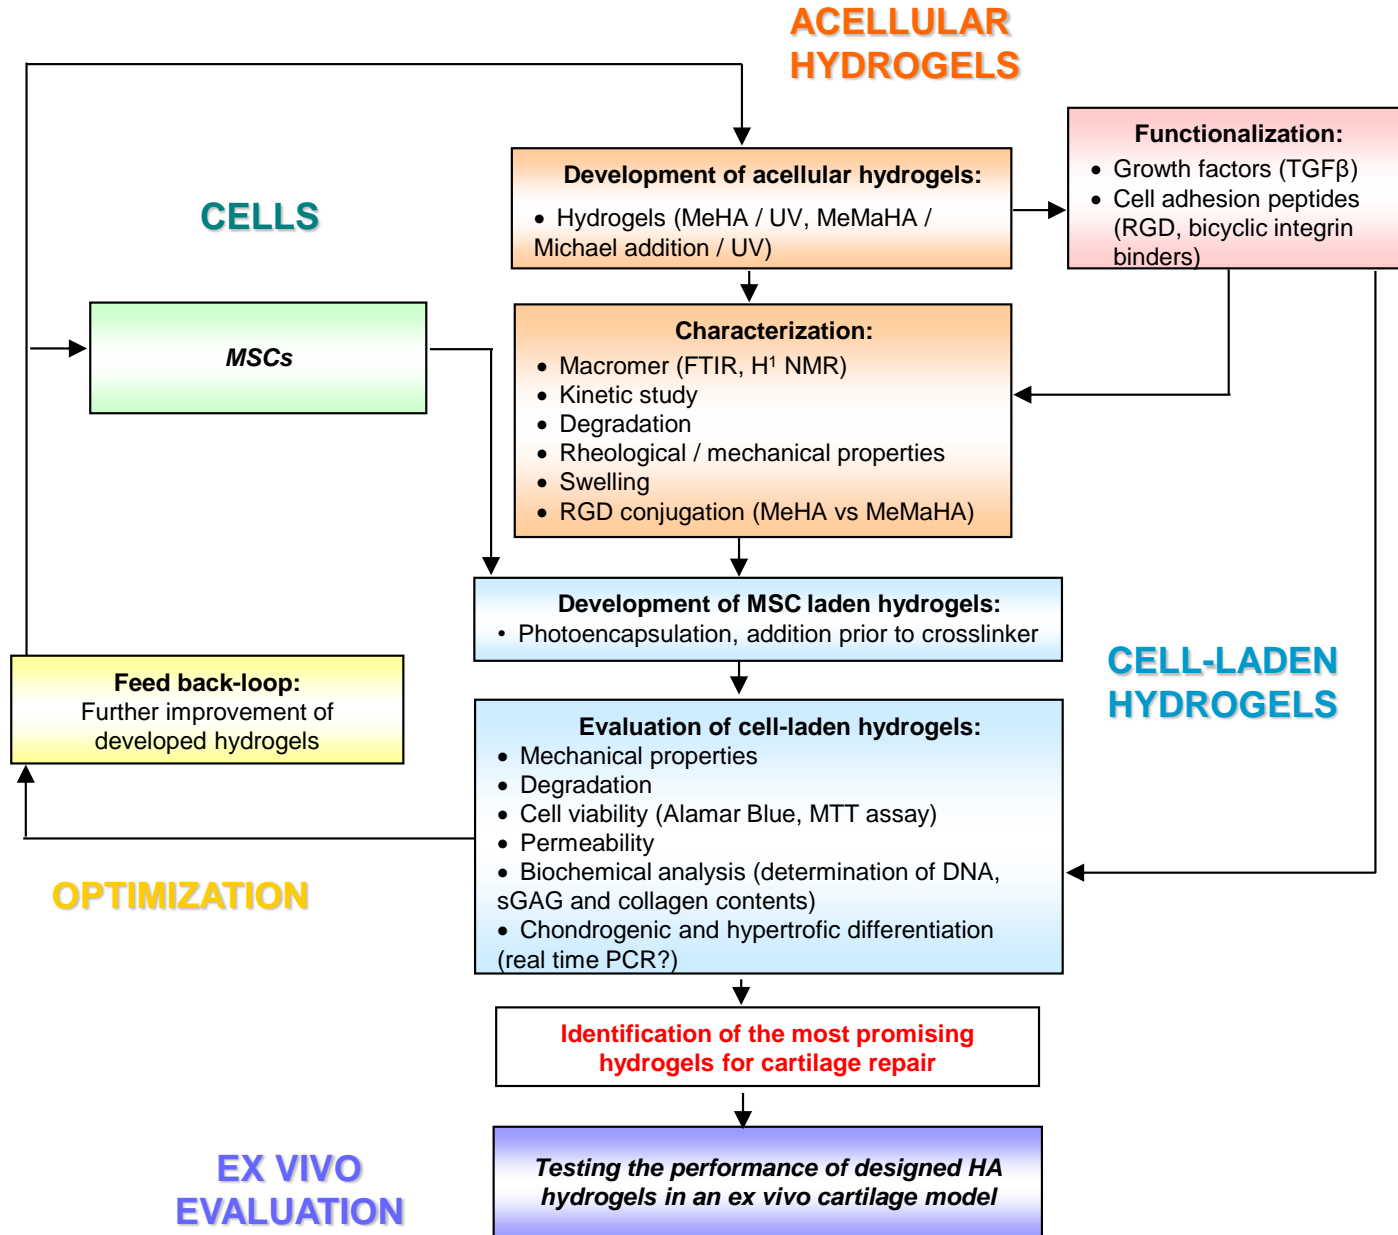 ACELLULAR
HYDROGELS
Functionalization:
• Growth factors (TGFβ)
• Cell adhesion peptides
(RGD, bicyclic integrin
binders)
Development of acellular hydrogels:
• Hydrogels (MeHA / UV, MeMaHA /
Michael addition / UV)
CELLS
MSCs
Characterization:
• Macromer (FTIR, H¹ NMR)
• Kinetic study
• Degradation
• Rheological / mechanical properties
• Swelling
• RGD conjugation (MeHA vs MeMaHA)
Development of MSC laden hydrogels:
• Photoencapsulation, addition prior to crosslinker
CELL-LADEN
HYDROGELS
Feed back-loop:
Further improvement of
developed hydrogels
Evaluation of cell-laden hydrogels:
• Mechanical properties
• Degradation
• Cell viability (Alamar Blue, MTT assay)
• Permeability
• Biochemical analysis (determination of DNA,
sGAG and collagen contents)
• Chondrogenic and hypertrofic differentiation
(real time PCR?)
OPTIMIZATION
Identification of the most promising
hydrogels for cartilage repair
EX VIVO
EVALUATION
Testing the performance of designed HA
hydrogels in an ex vivo cartilage model